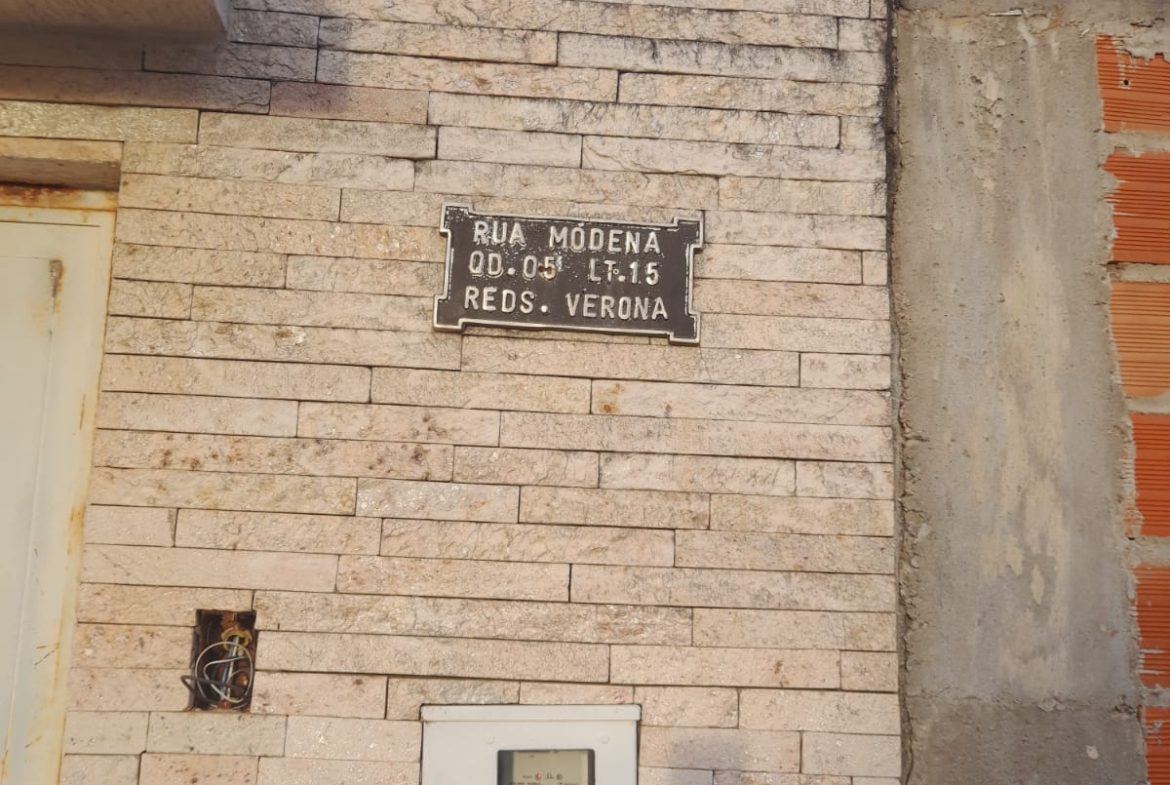 RUA MÓDENA
QD.05 LT.15
REDS. VERONA